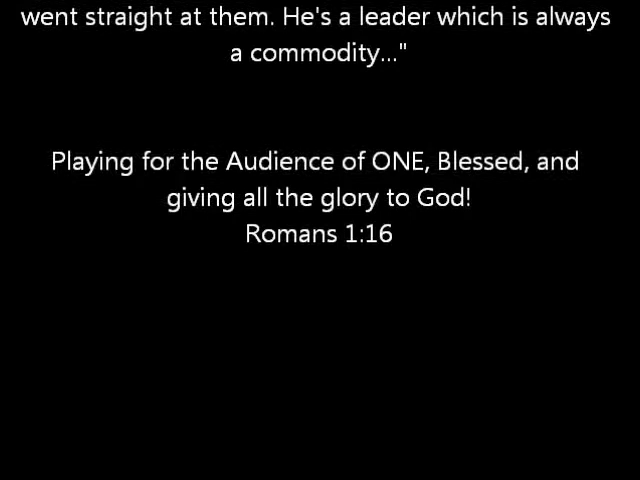 went straight at them. He's a leader which is always
a commodity..."
Playing for the Audience of ONE, Blessed, and
giving all the glory to God!
Romans 1:16